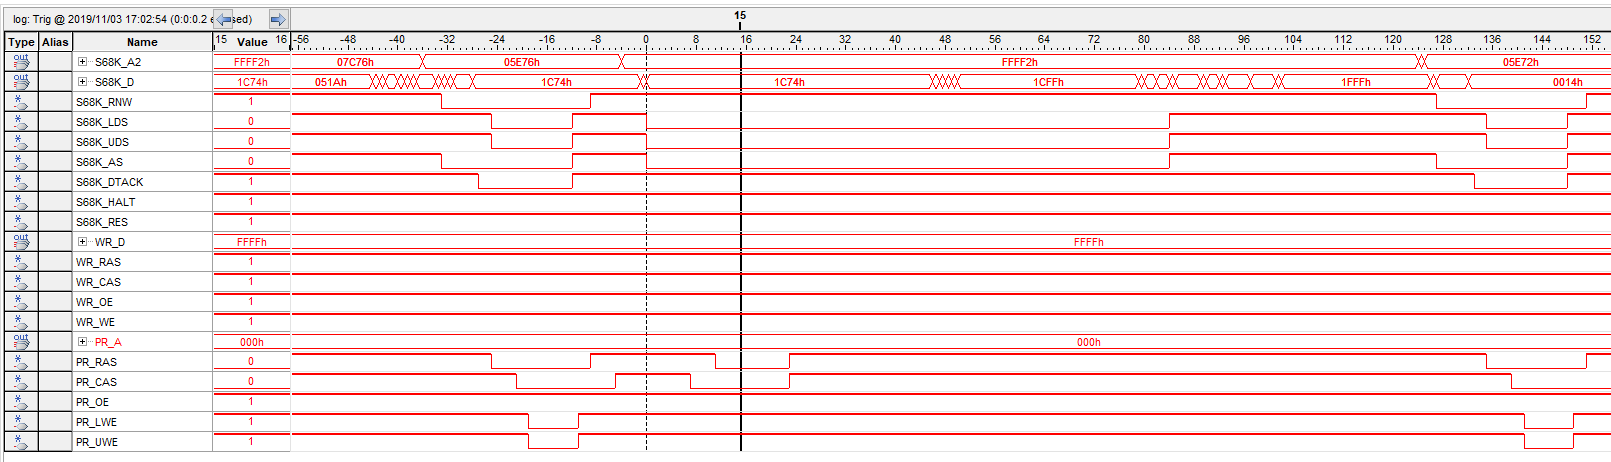 log: Trig @ 2019/11/03 17:02:54 (0:0:0.2 e sed)
15
Type Alias Name 15 Value 16 -56 -48 -40 -32 -24 -16 -8 0 8 16 24 32 40 48 56 64 72 80 88 96 104 112 120 128 136 144 152
out S68K_A2 FFFF2h 07C76h 05E76h FFFF2h 05E72h
out S68K_D 1C74h 051Ah 1C74h 1C74h 1CFFh 1FFFh 0014h
S68K_RNW 1
S68K_LDS 0
S68K_UDS 0
S68K_AS 0
S68K_DTACK 1
S68K_HALT 1
S68K_RES 1
out WR_D FFFFh FFFFh
WR_RAS 1
WR_CAS 1
WR_OE 1
WR_WE 1
out PR_A 000h 000h
PR_RAS 0
PR_CAS 0
PR_OE 1
PR_LWE 1
PR_UWE 1